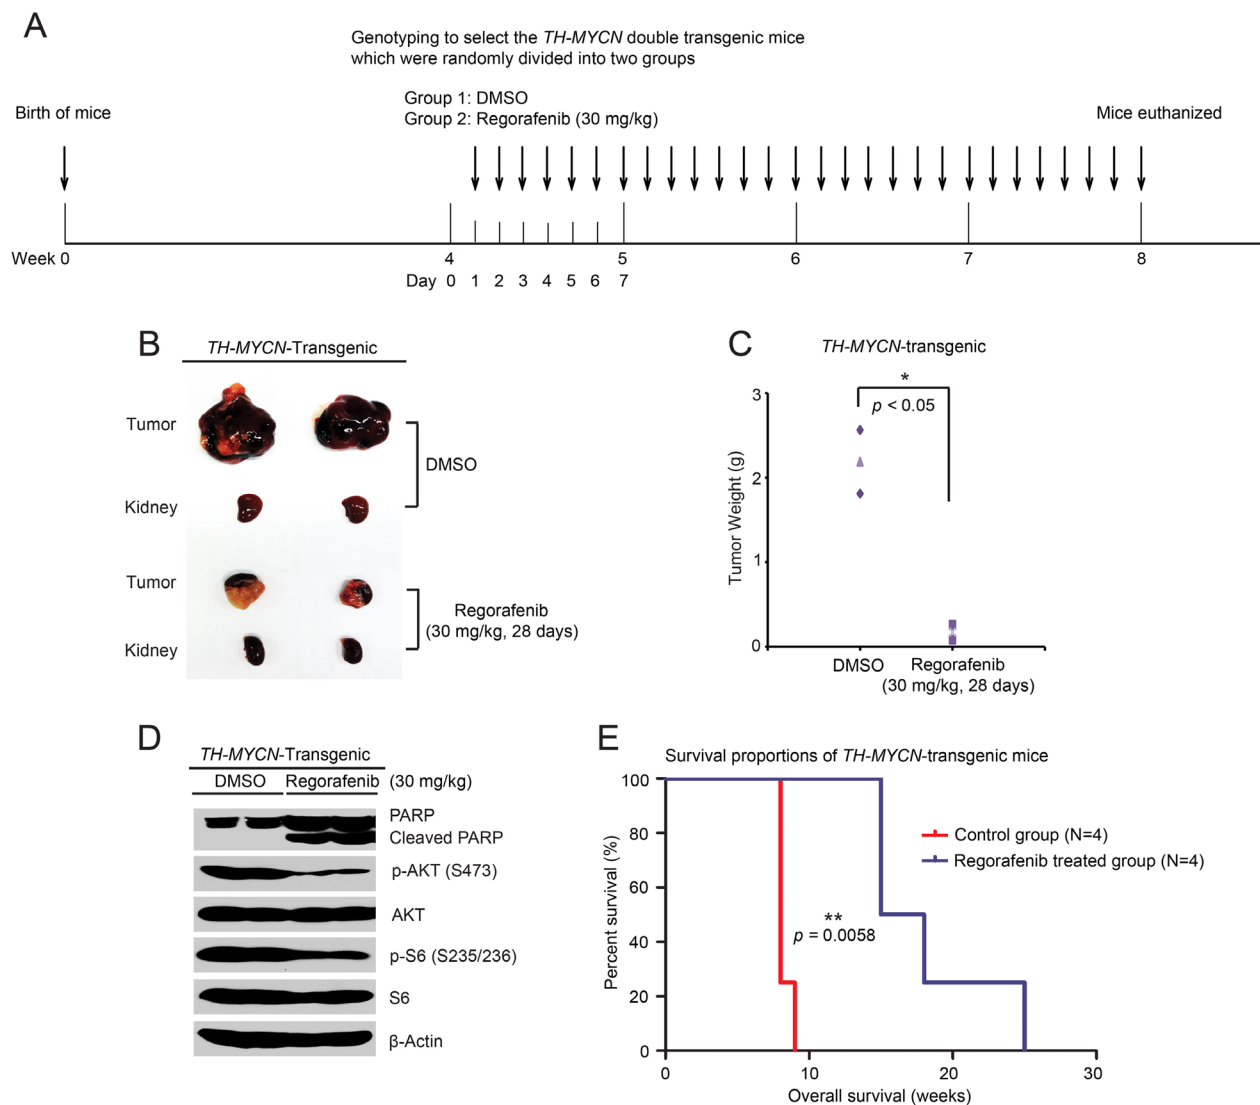 A
Genotyping to select the TH-MYCN double transgenic mice
which were randomly divided into two groups
Group 1: DMSO
Group 2: Regorafenib (30 mg/kg)
Birth of mice
Mice euthanized
Week 0 4 5 6 7 8
Day 0 1 2 3 4 5 6 7
B
TH-MYCN-Transgenic
Tumor
DMSO
Kidney
Tumor
Regorafenib
(30 mg/kg, 28 days)
Kidney
C
TH-MYCN-transgenic
*
p < 0.05
3
2
1
0
Tumor Weight (g)
DMSO
Regorafenib
(30 mg/kg, 28 days)
D
TH-MYCN-Transgenic
DMSO Regorafenib (30 mg/kg)
PARP
Cleaved PARP
p-AKT (S473)
AKT
p-S6 (S235/236)
S6
β-Actin
E
Survival proportions of TH-MYCN-transgenic mice
100
80
60
40
20
0
Percent survival (%)
Control group (N=4)
Regorafenib treated group (N=4)
**
p = 0.0058
0 10 20 30
Overall survival (weeks)